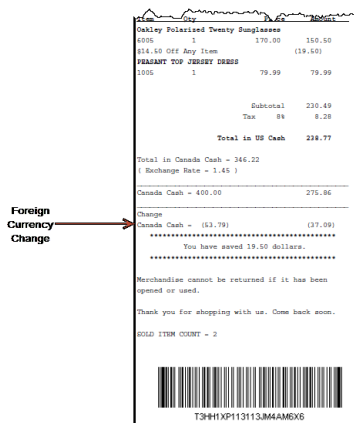 Item Qty Price Amount
Oakley Polarized Twenty Sunglasses
6005 1 170.00 150.50
$14.50 Off Any Item (19.50)
PEASANT TOP JERSEY DRESS
1005 1 79.99 79.99
Subtotal 230.49
Tax 8% 8.28
Total in US Cash 238.77
Total in Canada Cash - 346.22
( Exchange Rate - 1.45 )
Canada Cash - 400.00 275.86
Change
Canada Cash - (53.79) (37.09)
Foreign
Currency
Change
******************************************
You have saved 19.50 dollars.
******************************************
Merchandise cannot be returned if it has been
opened or used.
Thank you for shopping with us. Come back soon.
SOLD ITEM COUNT - 2
T3HH1XP113113JM4AM6X6